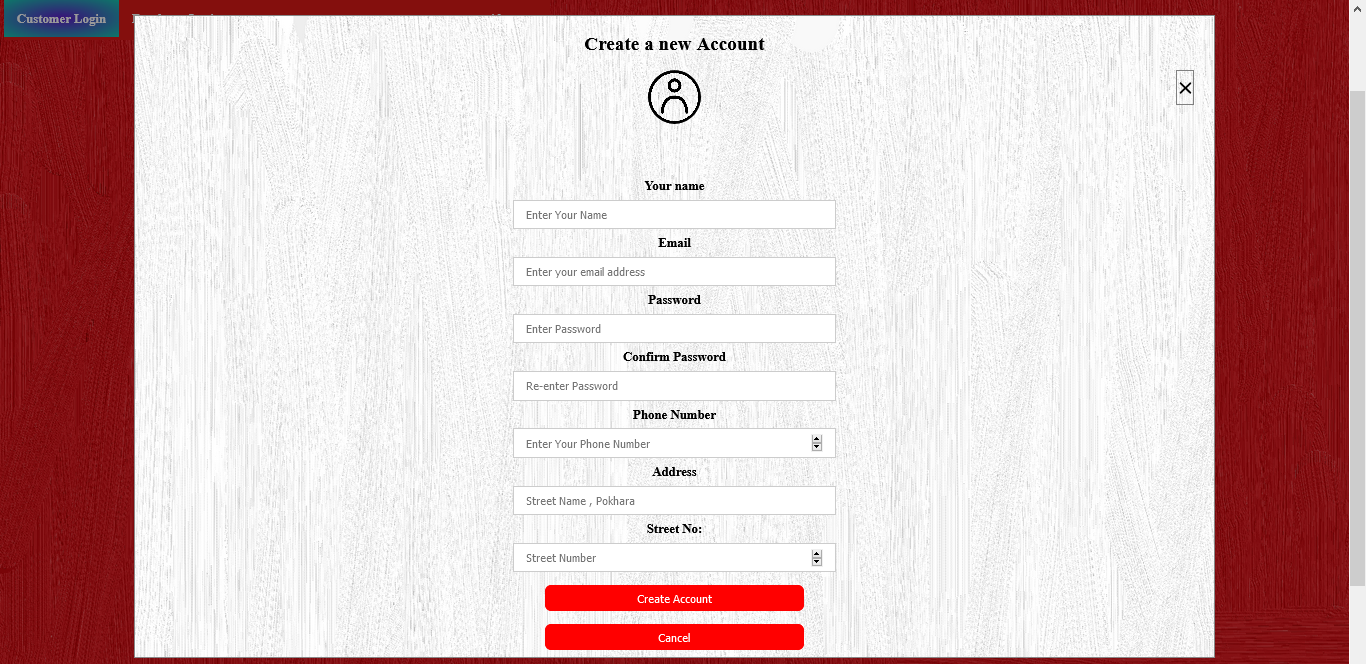 Customer Login
Create a new Account
Your name
Enter Your Name
Email
Enter your email address
Password
Enter Password
Confirm Password
Re-enter Password
Phone Number
Enter Your Phone Number
Address
Street Name , Pokhara
Street No:
Street Number
Create Account
Cancel